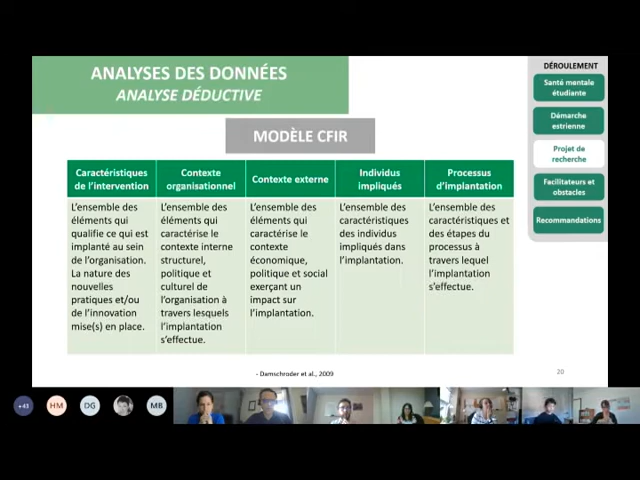 ANALYSES DES DONNÉES
ANALYSE DÉDUCTIVE
MODÈLE CFIR
Caractéristiques
de l'intervention
Contexte
organisationnel
Contexte externe
Individus
impliqués
Processus
d'implantation
L'ensemble des
éléments qui
qualifie ce qui est
implanté au sein
de l'organisation.
La nature des
nouvelles
pratiques et/ou
de l'innovation
mise(s) en place.
L'ensemble des
éléments qui
caractérise le
contexte interne
structurel,
politique et
culturel de
l'organisation à
travers lesquels
l'implantation
s'effectue.
L'ensemble des
éléments qui
caractérise le
contexte
économique,
politique et social
exerçant un
impact sur
l'implantation.
L'ensemble des
caractéristiques
des individus
impliqués dans
l'implantation.
L'ensemble des
caractéristiques et
des étapes du
processus à
travers lequel
l'implantation
s'effectue.
- Damschroder et al., 2009
20
DÉROULEMENT
Santé mentale
étudiante
Démarche
estrienne
Projet de
recherche
Facilitateurs et
obstacles
Recommandations
+43
HM
DG
MB